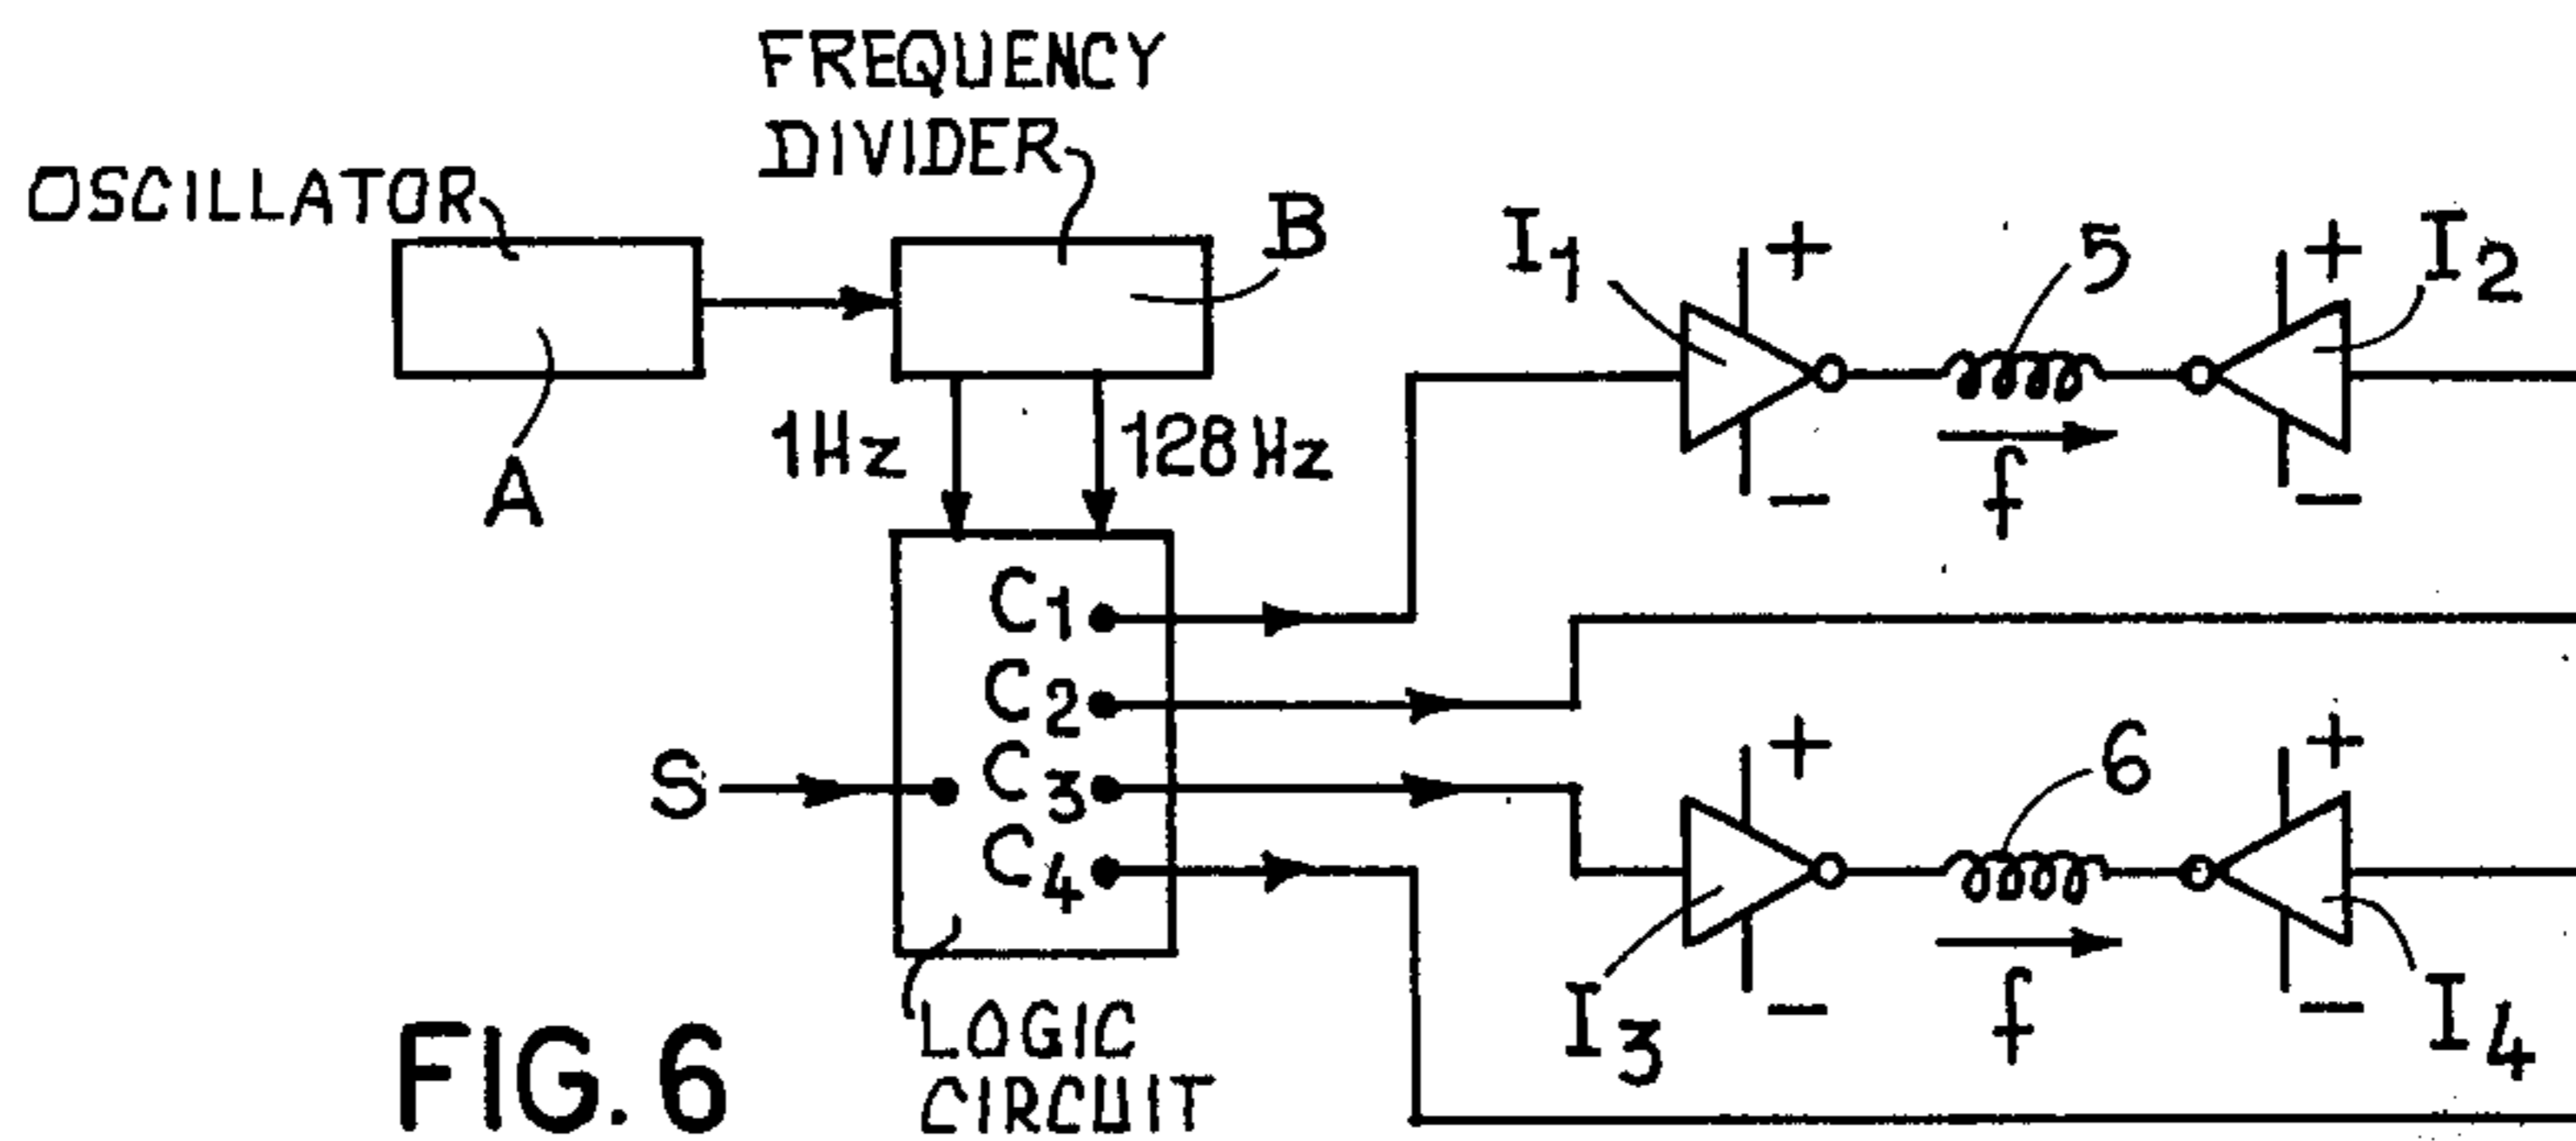 FREQUENCY
DIVIDER
OSCILLATOR
B
A
1Hz
128Hz
I1
+
5
+
I2
-
f
-
C1
C2
S
C3
C4
+
6
+
I3
-
f
-
I4
LOGIC
CIRCUIT
FIG. 6